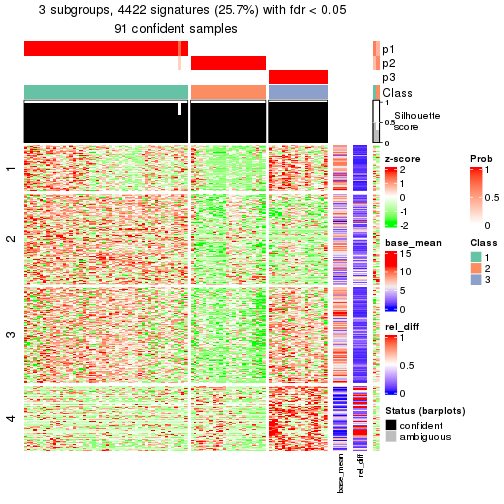 3 subgroups, 4422 signatures (25.7%) with fdr < 0.05
91 confident samples
p1
p2
p3
Class
1
0.5
0
Silhouette
score
1
2
3
4
z-score
2
1
0
-1
-2
Prob
1
0.5
0
base_mean
15
10
5
0
Class
1
2
3
rel_diff
1
0.5
0
Status (barplots)
confident
ambiguous
base_mean
rel_diff